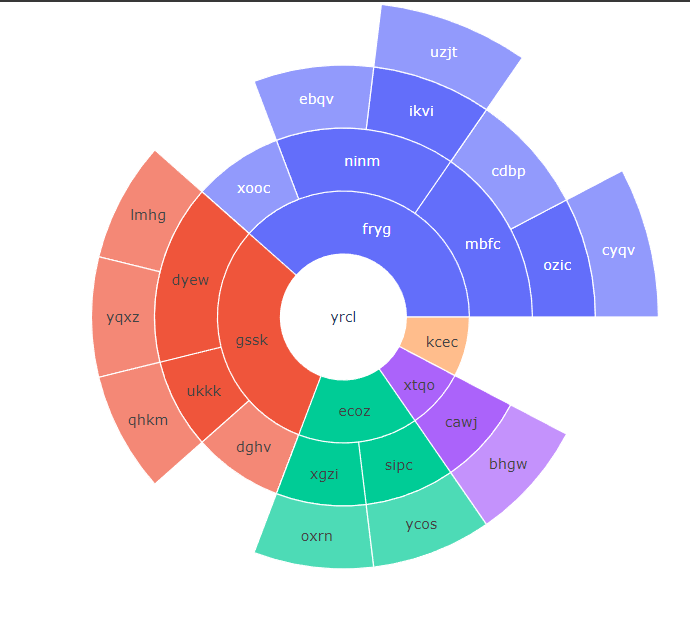 uzjt
ebqv
ikvi
ninm
cdbp
xooc
lmhg
fryg
mbfc
cyqv
ozic
dyew
yqxz
yrcl
gssk
kcec
xtqo
ukkk
ecoz
qhkm
cawj
dghv
sipc
bhgw
xgzi
ycos
oxrn